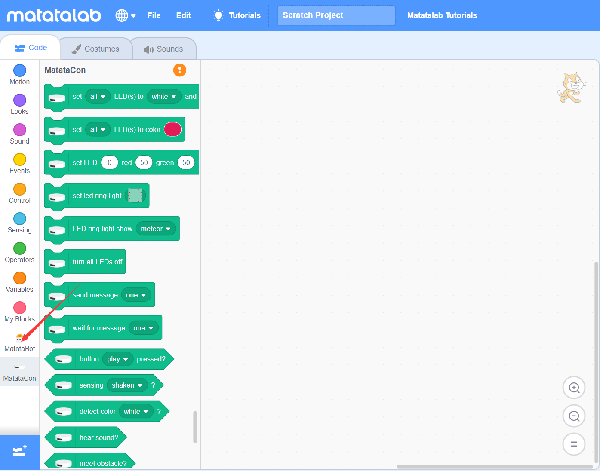 matatalab File Edit Tutorials Scratch Project Matatalab Tutorials
Code Costumes Sounds
Motion
Looks
Sound
Events
Control
Sensing
Operators
Variables
My Blocks
MatataBot
MatataCon
MatataCon
set all LED(s) to white and
set all LED(s) to color
set LED 0 red 50 green 50
set led ring light
LED ring light show meteor
turn all LEDs off
send message one
wait for message one
button play pressed?
sensing shaken ?
detect color white ?
hear sound?
meet obstacle?